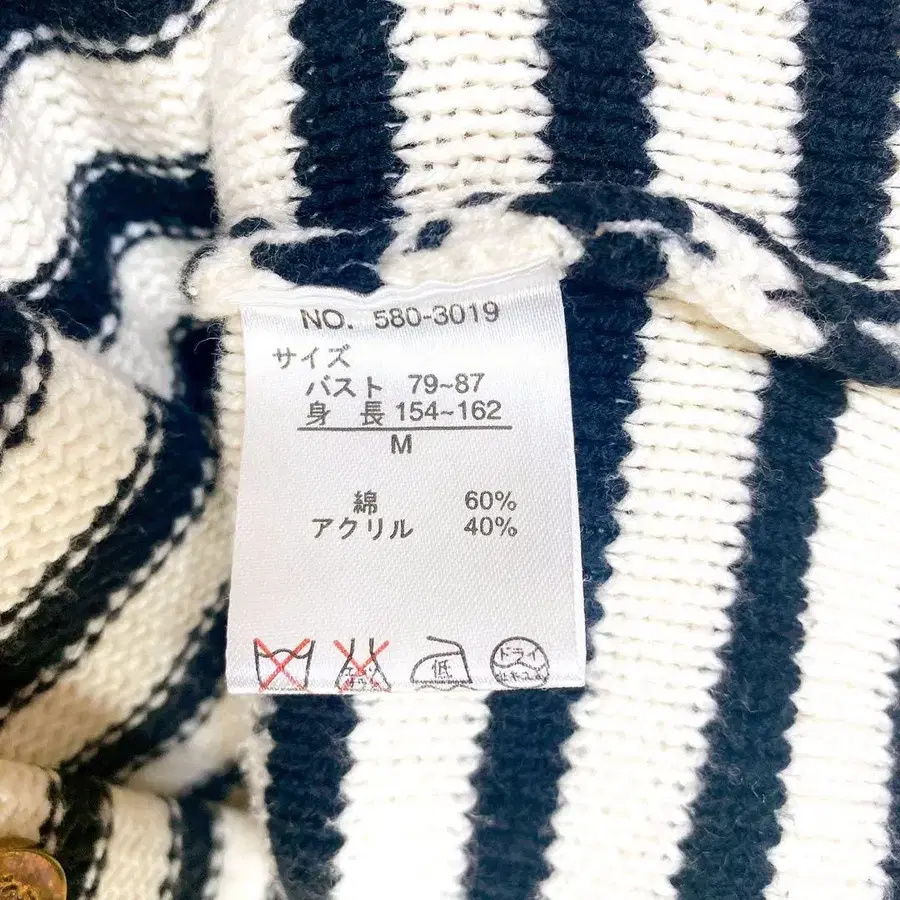 NO. 580-3019
サイズ
バスト 79~87
身 長 154~162
M
綿 60%
アクリル 40%
低
ドライ